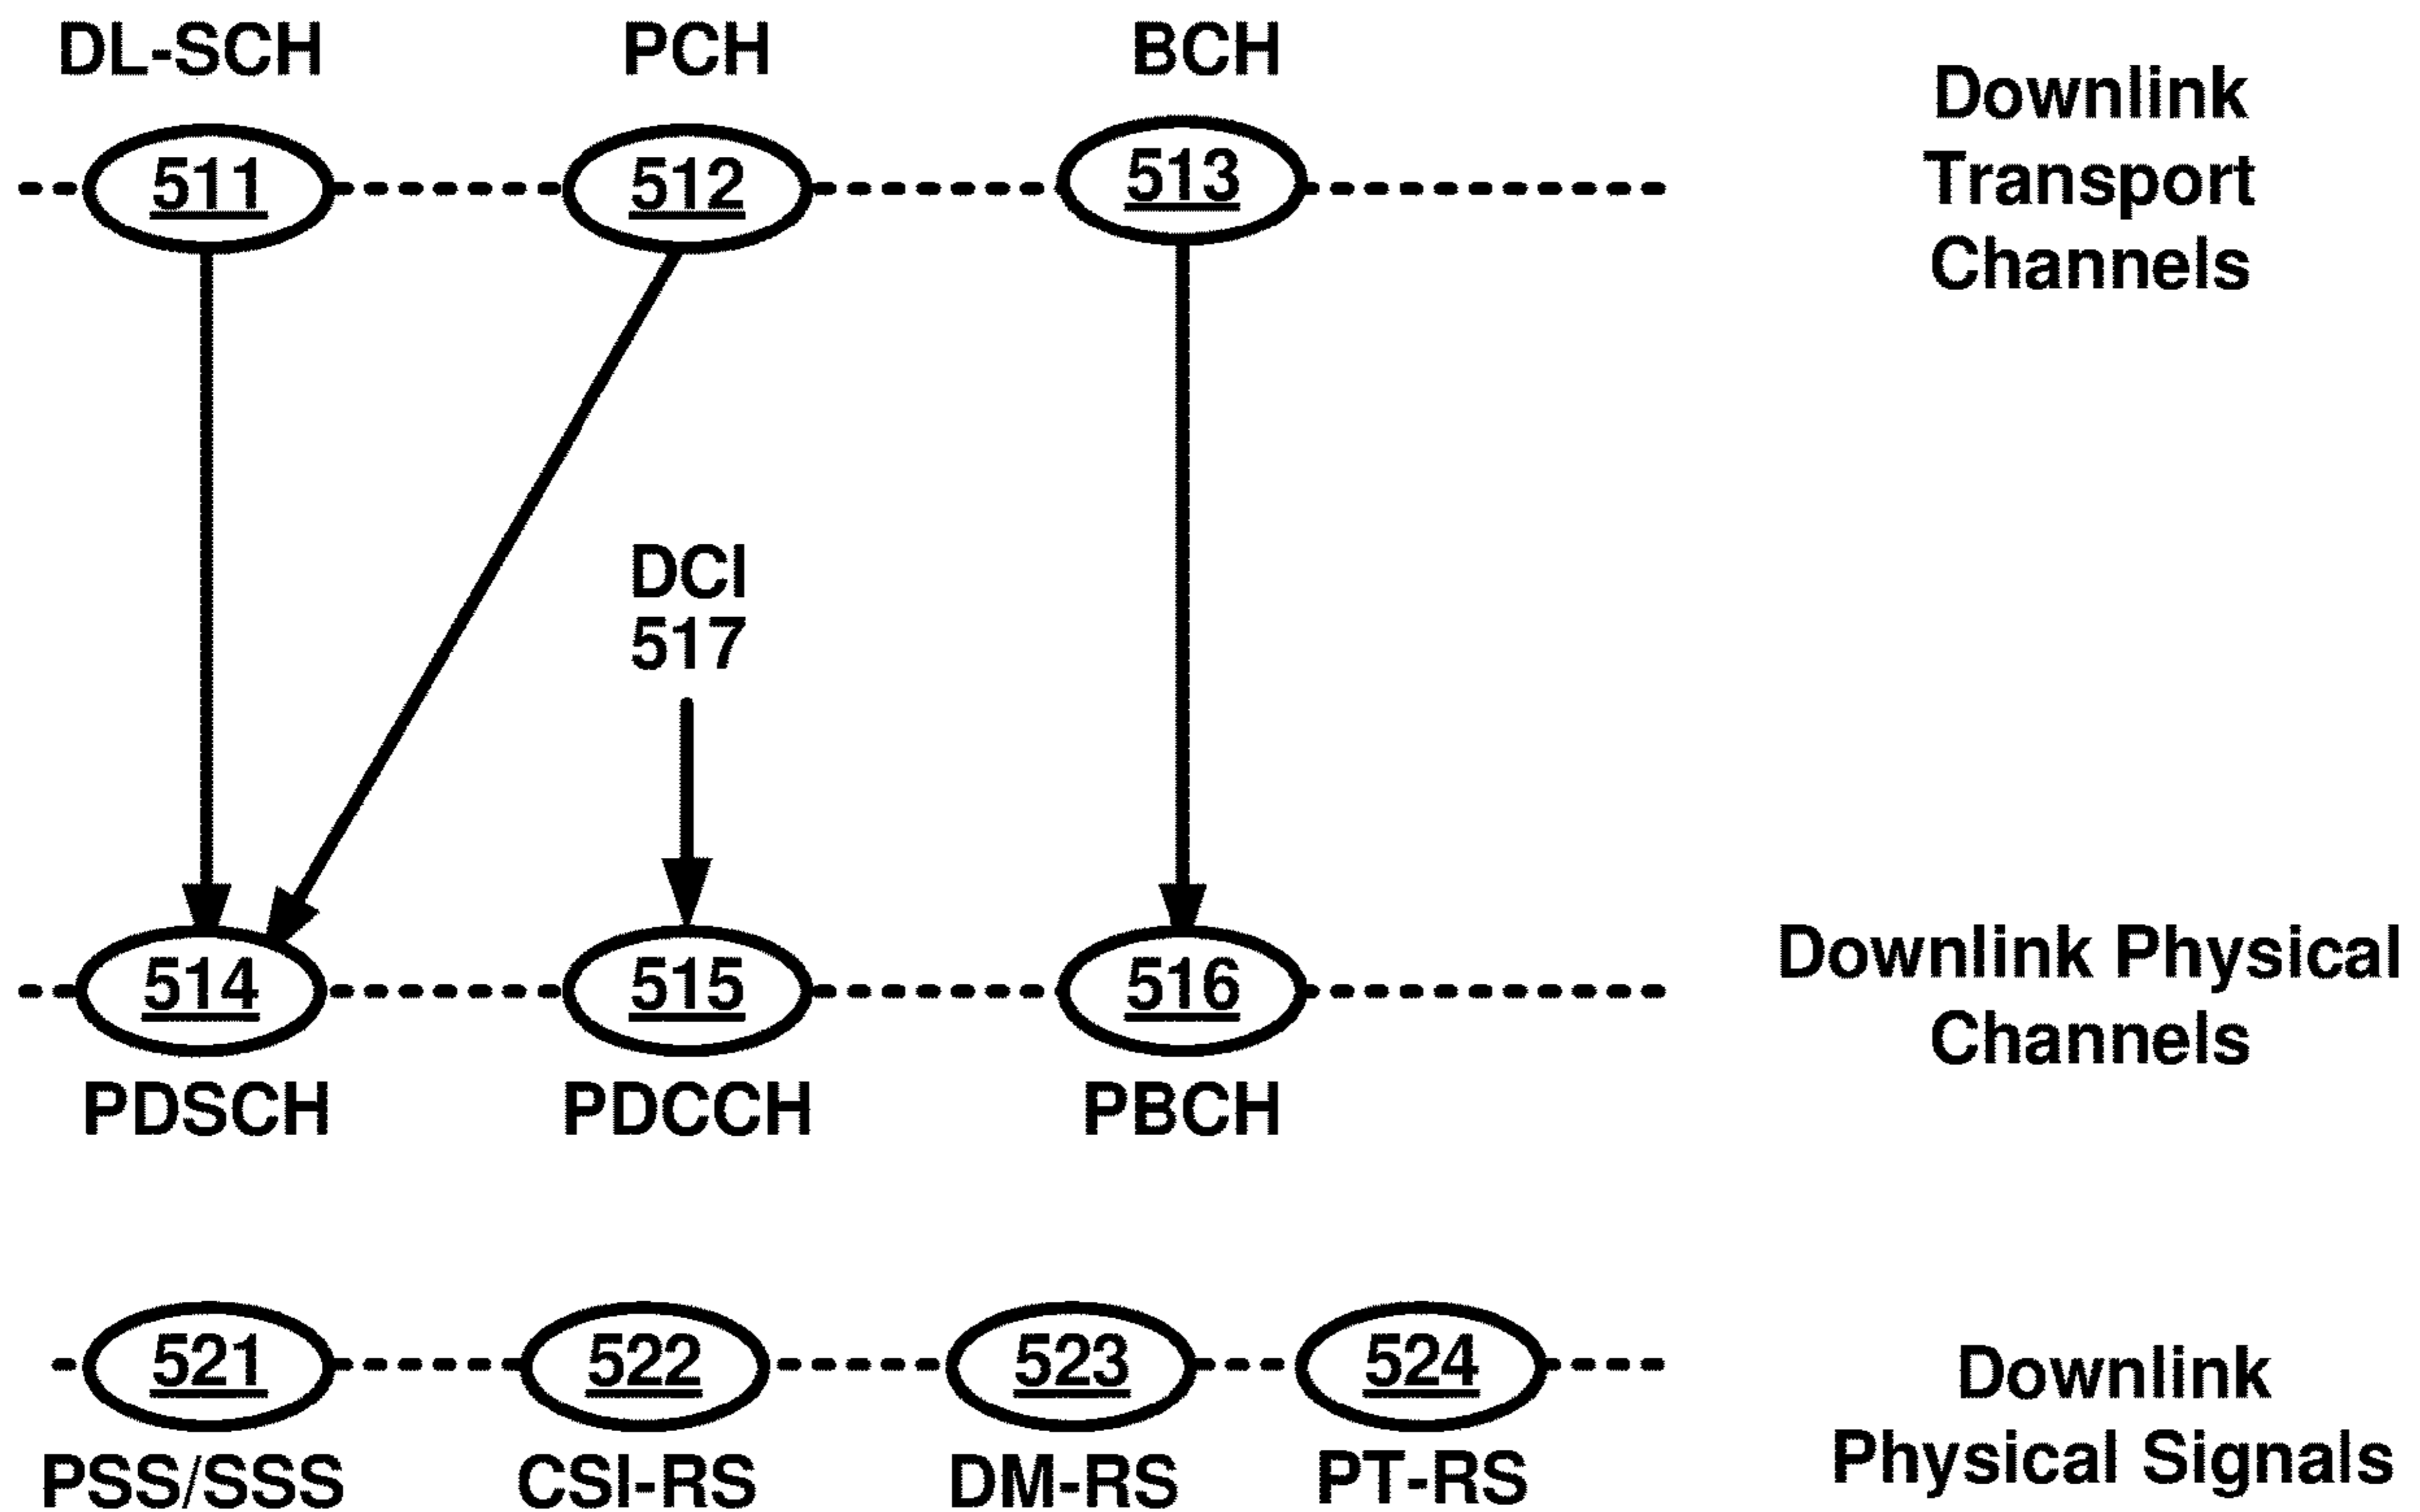 DL-SCH
PCH
BCH
511
512
513
Downlink
Transport
Channels
DCI
517
514
515
516
PDSCH
PDCCH
PBCH
Downlink Physical
Channels
521
522
523
524
PSS/SSS
CSI-RS
DM-RS
PT-RS
Downlink
Physical Signals